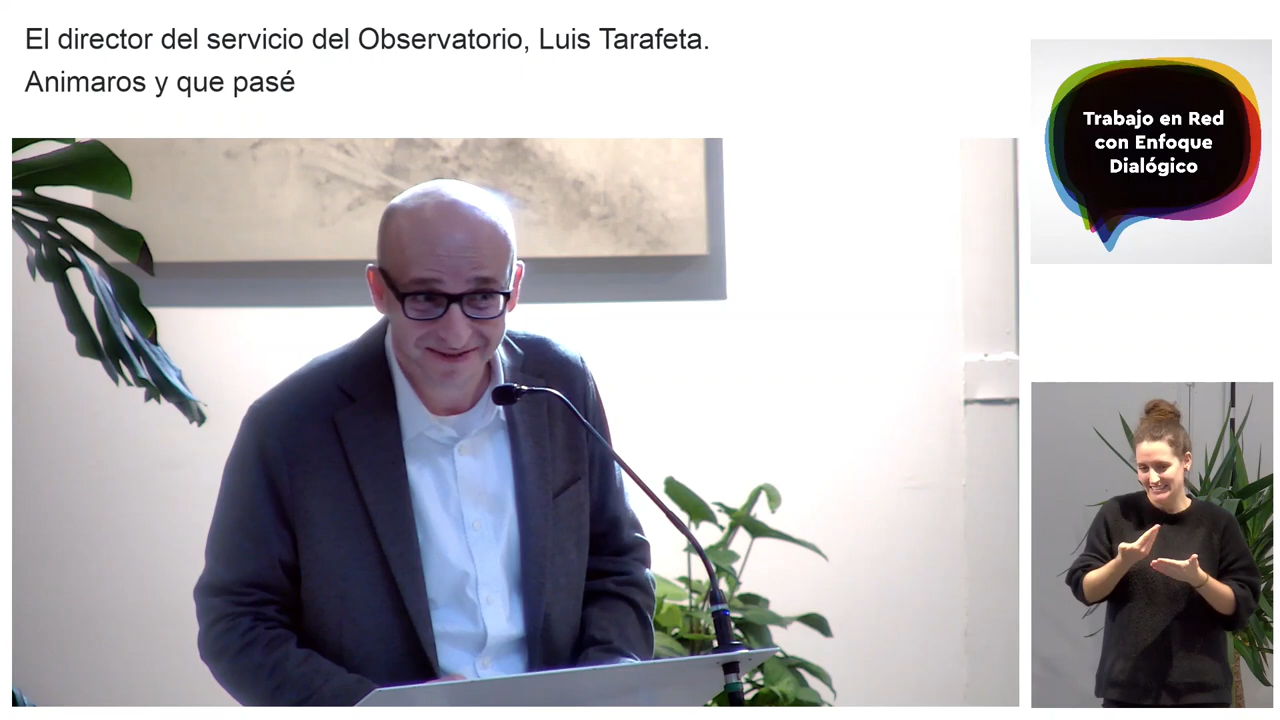 El director del servicio del Observatorio, Luis Tarafeta.
Animaros y que pasé
Trabajo en Red
con Enfoque
Dialógico